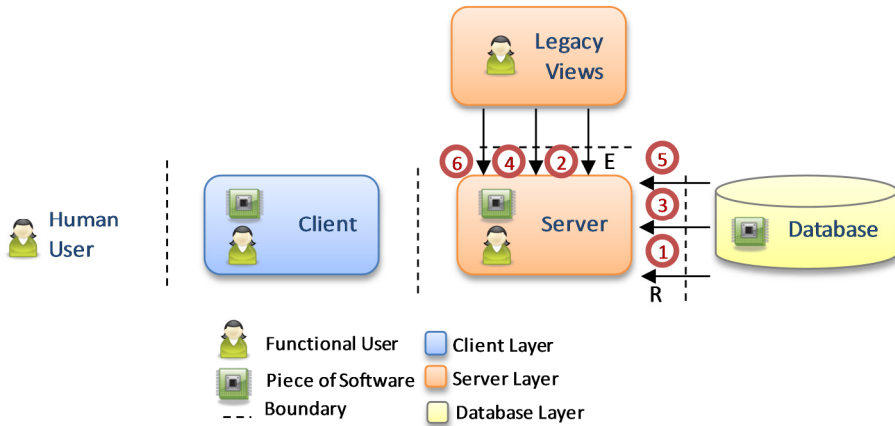 Legacy
Views
6
4
2
E
5
Human
User
Client
Server
3
1
R
Database
Functional User
Client Layer
Piece of Software
Server Layer
Boundary
Database Layer